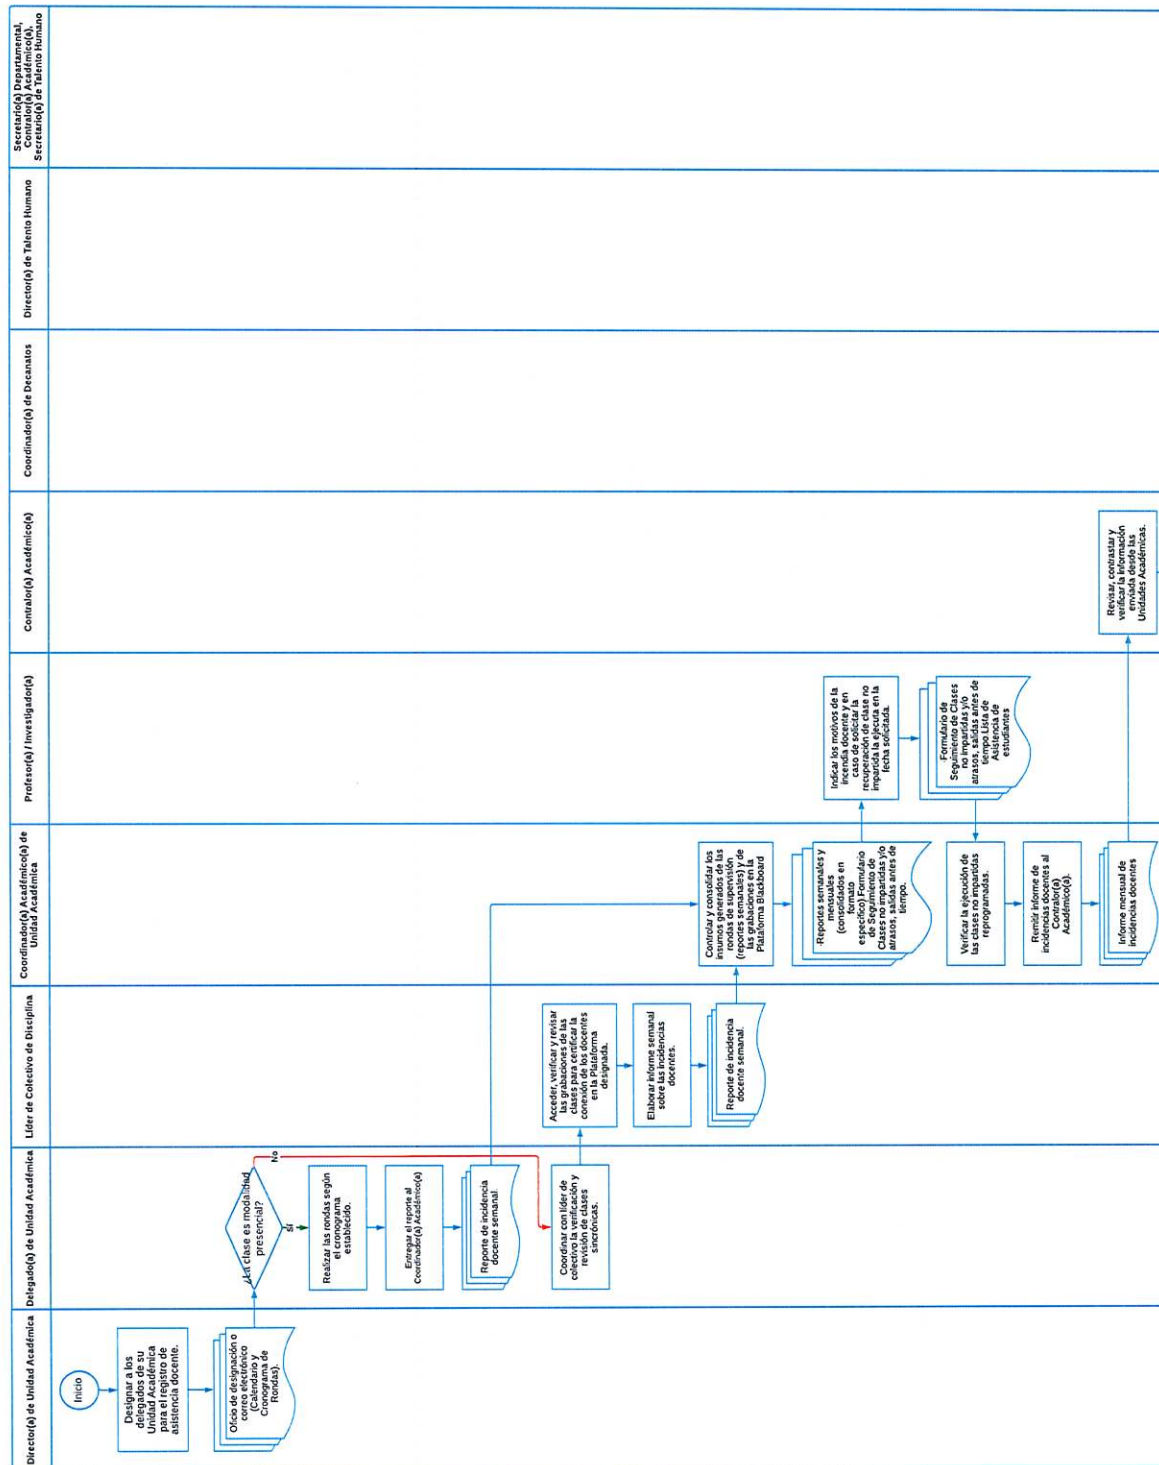 Director(a) de Unidad Académica
Delegado(a) de Unidad Académica
Líder de Colectivo de Disciplina
Coordinador(a) Académico(a) de
Unidad Académica
Profesor(a) / Investigador(a)
Contralor(a) Académico(a)
Coordinador(a) de Decanatos
Director(a) de Talento Humano
Secretario(a) Departamental,
Contralor(a) Académico(a),
Secretario(a) de Talento Humano
Inicio
Designar a los
delegados de su
Unidad Académica
para el registro de
asistencia docente.
Oficio de designación o
correo electrónico
(Calendario y
Cronograma de
Rondas).
¿La clase es modalidad
presencial?
No
sí
Realizar las rondas según
el cronograma
establecido.
Entregar el reporte al
Coordinador(a) Académico(a)
Reporte de incidencia
docente semanal.
Coordinar con líder de
colectivo la verificación y
revisión de clases
sincrónicas.
Acceder, verificar y revisar
las grabaciones de las
clases para certificar la
conexión de los docentes
en la Plataforma
designada.
Elaborar informe semanal
sobre las incidencias
docentes.
Reporte de incidencia
docente semanal.
Controlar y consolidar los
insumos generados de las
rondas de supervisión
(reportes semanales) y de
las grabaciones en la
Plataforma Blackboard
·Reportes semanales y
mensuales
(consolidados en
formato
específico).Formulario
de Seguimiento de
Clases no impartidas y/o
atrasos, salidas antes de
tiempo.
Indicar los motivos de la
incendia docente y en
caso de solicitar la
recuperación de clase no
impartida la ejecuta en la
fecha solicitada.
·Formulario de
Seguimiento de Clases
no impartidas y/o
atrasos, salidas antes de
tiempo.Lista de
Asistencia de
estudiantes
Verificar la ejecución de
las clases no impartidas
reprogramadas.
Remitir informe de
incidencias docentes al
Contralor(a)
Académico(a).
Informe mensual de
incidencias docentes
Revisar, contrastar y
verificar la información
enviada desde las
Unidades Académicas.